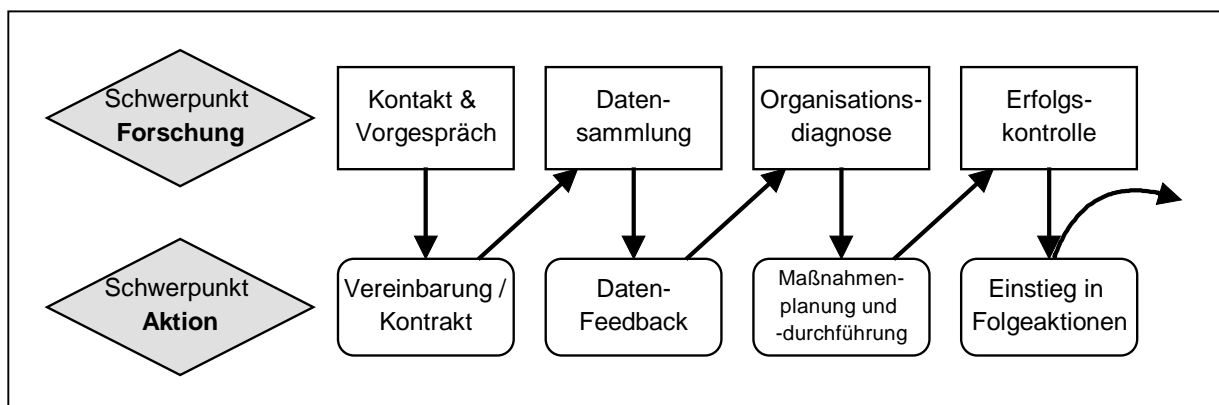 Schwerpunkt
Forschung
Kontakt &
Vorgespräch
Daten-
sammlung
Organisations-
diagnose
Erfolgs-
kontrolle
Schwerpunkt
Aktion
Vereinbarung /
Kontrakt
Daten-
Feedback
Maßnahmen-
planung und
-durchführung
Einstieg in
Folgeaktionen